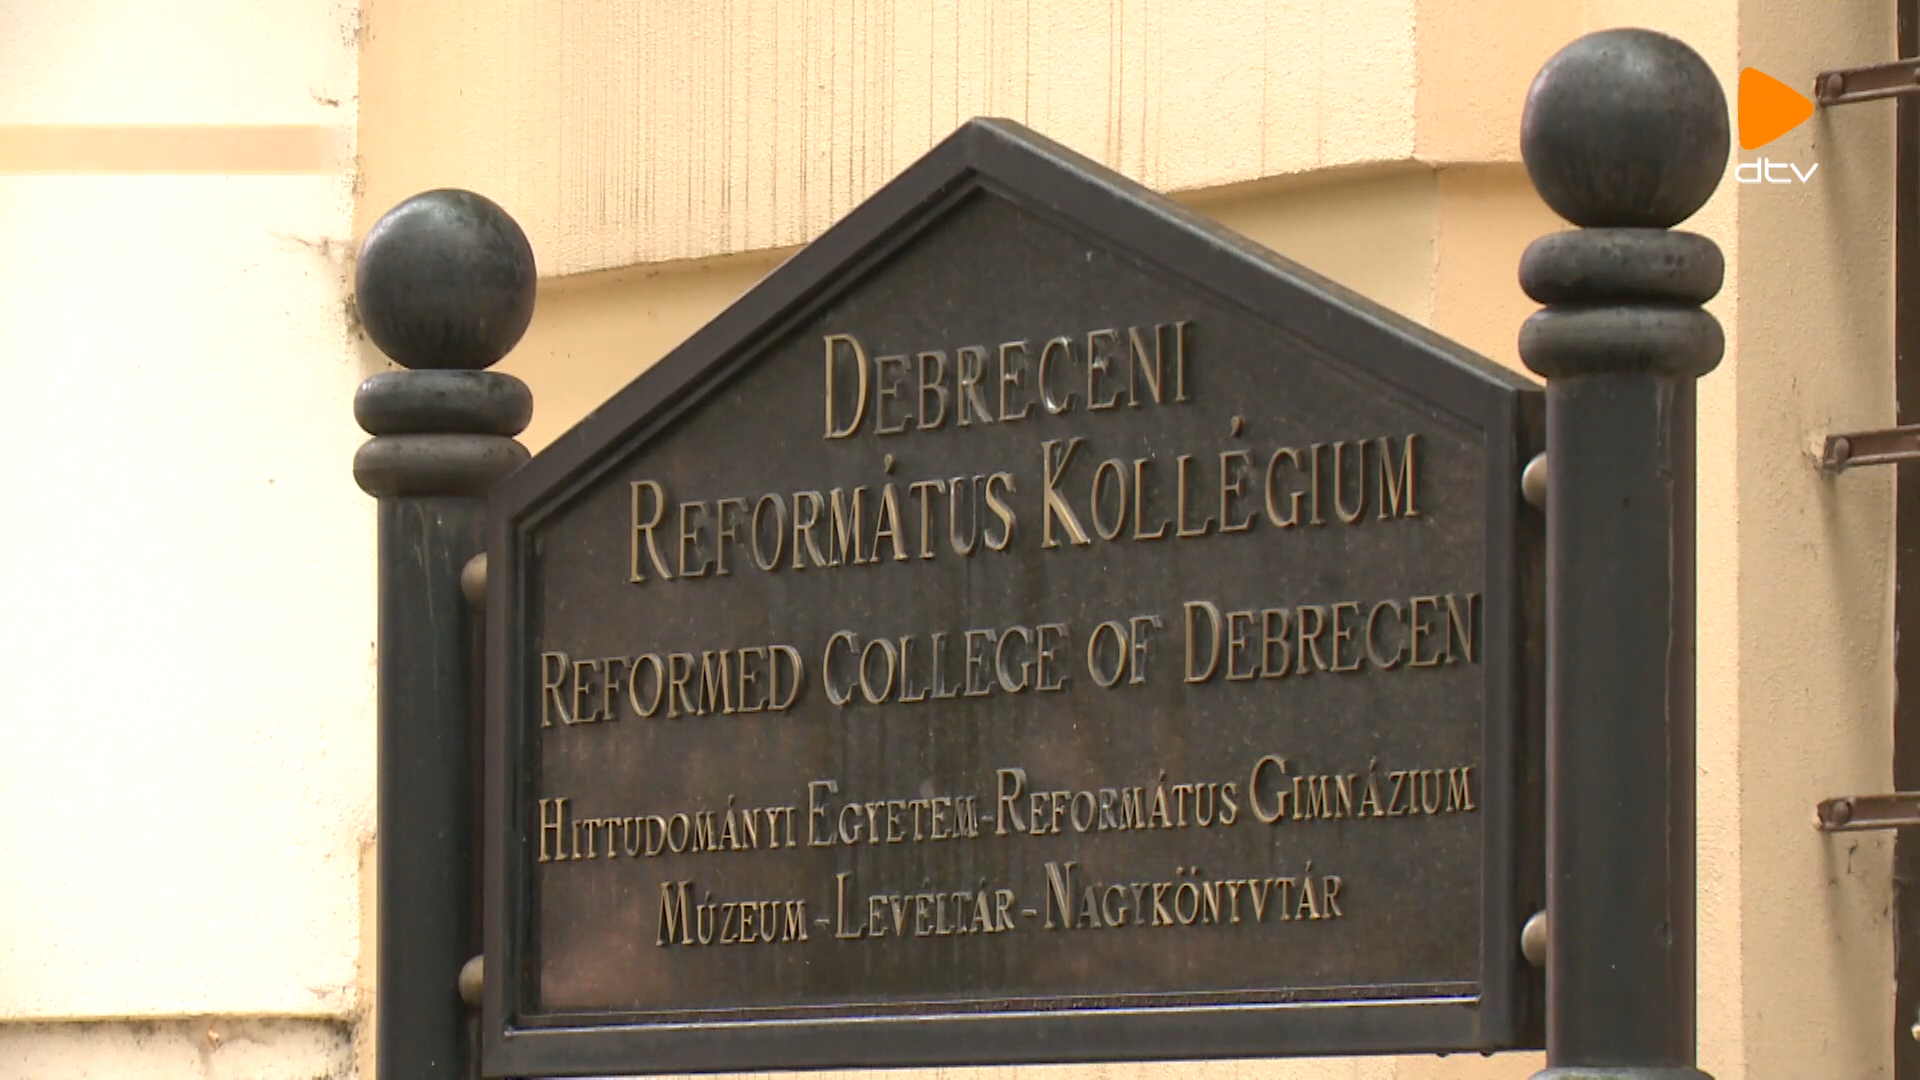 dtv
DEBRECENI
REFORMÁTUS KOLLÉGIUM
REFORMED COLLEGE OF DEBRECEN
HITTUDOMÁNYI EGYETEM-REFORMÁTUS GIMNÁZIUM
MÚZEUM-LEVÉLTÁR-NAGYKÖNYVTÁR